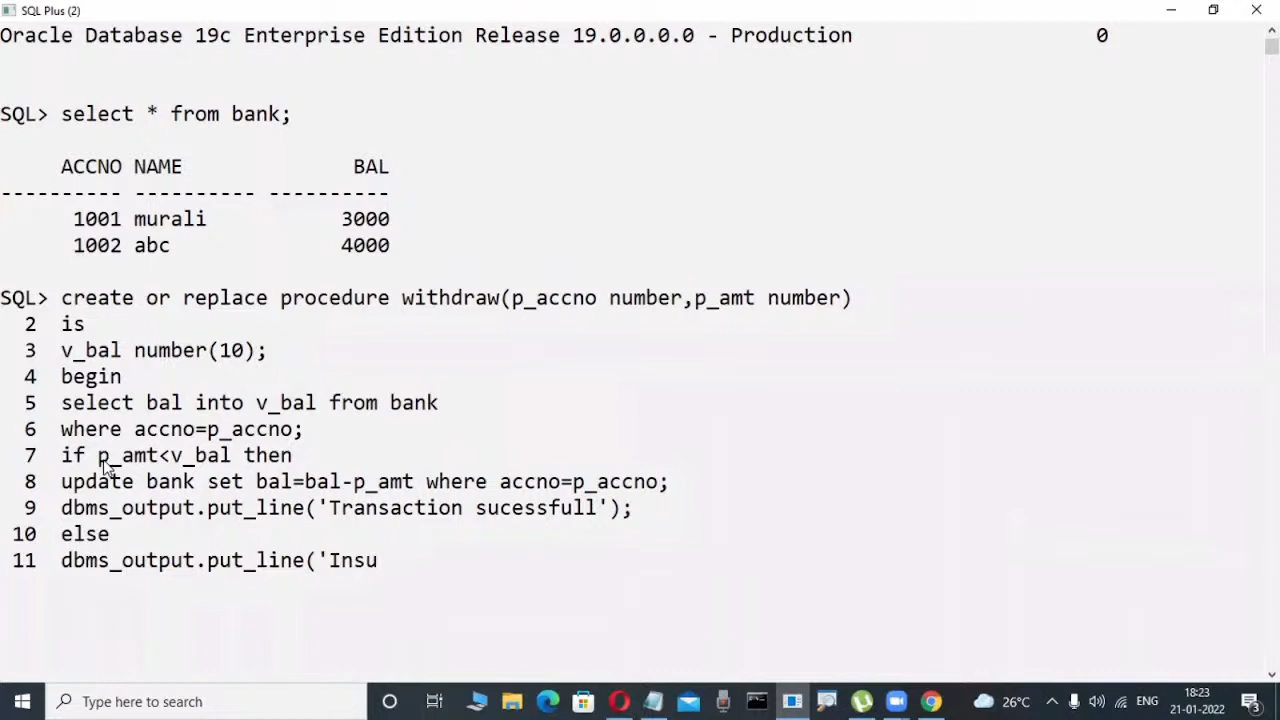 SQL Plus (2)
Oracle Database 19c Enterprise Edition Release 19.0.0.0.0 - Production 0
SQL> select * from bank;
ACCNO NAME BAL
---------- ---------- ----------
1001 murali 3000
1002 abc 4000
SQL> create or replace procedure withdraw(p_accno number,p_amt number)
2 is
3 v_bal number(10);
4 begin
5 select bal into v_bal from bank
6 where accno=p_accno;
7 if p_amt<v_bal then
8 update bank set bal=bal-p_amt where accno=p_accno;
9 dbms_output.put_line('Transaction sucessfull');
10 else
11 dbms_output.put_line('Insu
Type here to search
26°C
ENG
18:23
21-01-2022
3